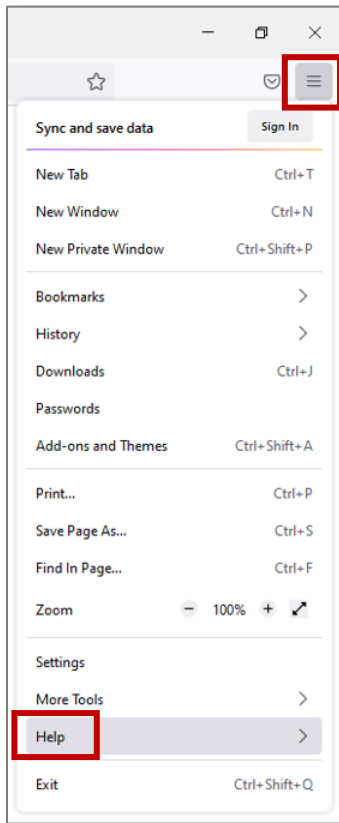 Sync and save data Sign In
New Tab Ctrl+T
New Window Ctrl+N
New Private Window Ctrl+Shift+P
Bookmarks
History
Downloads Ctrl+J
Passwords
Add-ons and Themes Ctrl+Shift+A
Print... Ctrl+P
Save Page As... Ctrl+S
Find In Page... Ctrl+F
Zoom − 100% +
Settings
More Tools
Help
Exit Ctrl+Shift+Q